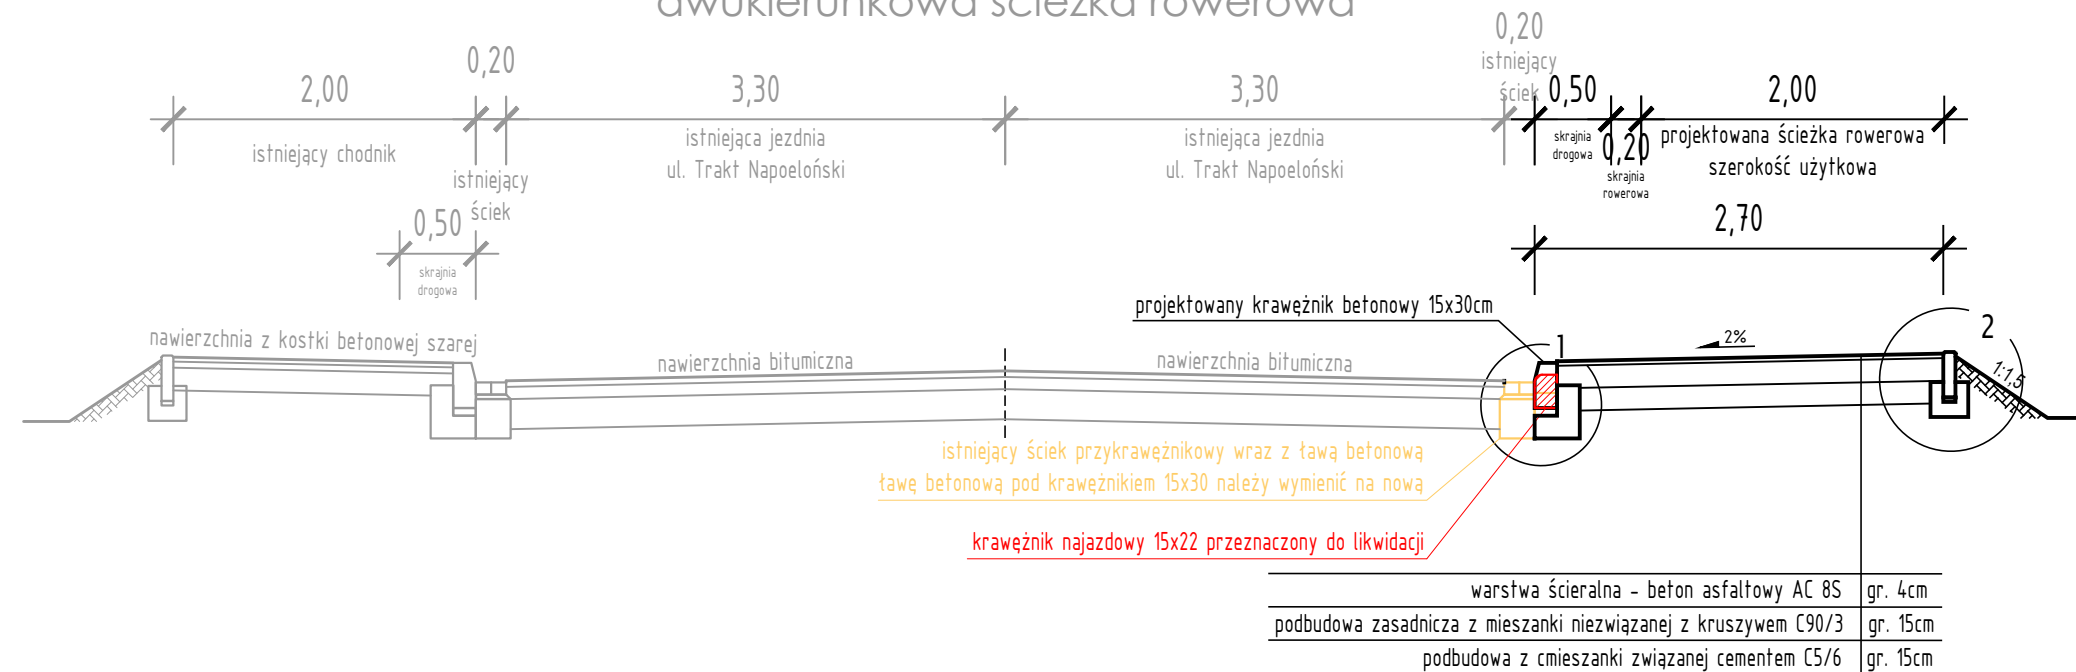 dwukierunkowa ścieżka rowerowa
0,20
istniejący
ściek
0,20
2,00
3,30
3,30
0,50
2,00
istniejący chodnik
istniejąca jezdnia
ul. Trakt Napoeloński
istniejąca jezdnia
ul. Trakt Napoeloński
skrajnia
drogowa
0,20
skrajnia
rowerowa
projektowana ścieżka rowerowa
szerokość użytkowa
istniejący
ściek
0,50
skrajnia
drogowa
2,70
projektowany krawężnik betonowy 15x30cm
nawierzchnia z kostki betonowej szarej
nawierzchnia bitumiczna
nawierzchnia bitumiczna
1
2%
2
1:1,5
istniejący ściek przykrawężnikowy wraz z ławą betonową
ławę betonową pod krawężnikiem 15x30 należy wymienić na nową
krawężnik najazdowy 15x22 przeznaczony do likwidacji
warstwa ścieralna - beton asfaltowy AC 8S gr. 4cm
podbudowa zasadnicza z mieszanki niezwiązanej z kruszywem C90/3 gr. 15cm
podbudowa z cmieszanki związanej cementem C5/6 gr. 15cm